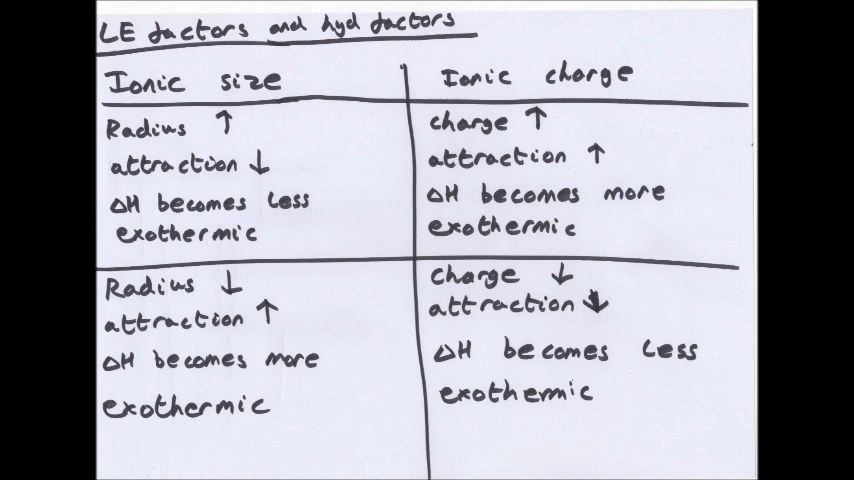 LE factors and hyd factors
Ionic size
Radius ↑
attraction ↓
ΔH becomes less
exothermic
Radius ↓
attraction ↑
ΔH becomes more
exothermic
Ionic charge
charge ↑
attraction ↑
ΔH becomes more
exothermic
charge ↓
attraction ↓
ΔH becomes less
exothermic